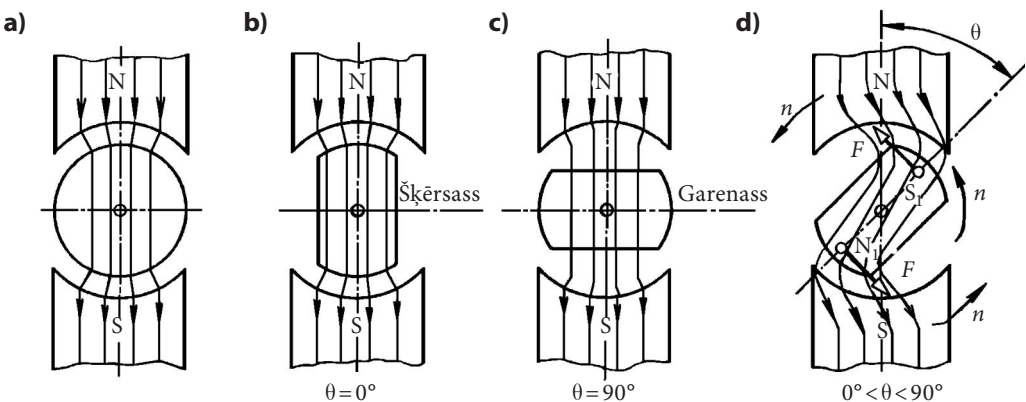 a)
N
S
b)
N
Šķērsass
S
θ=0°
c)
N
Garenass
S
θ=90°
d)
θ
N
n
F
S₁
n
N₁
F
S
n
0°<θ<90°